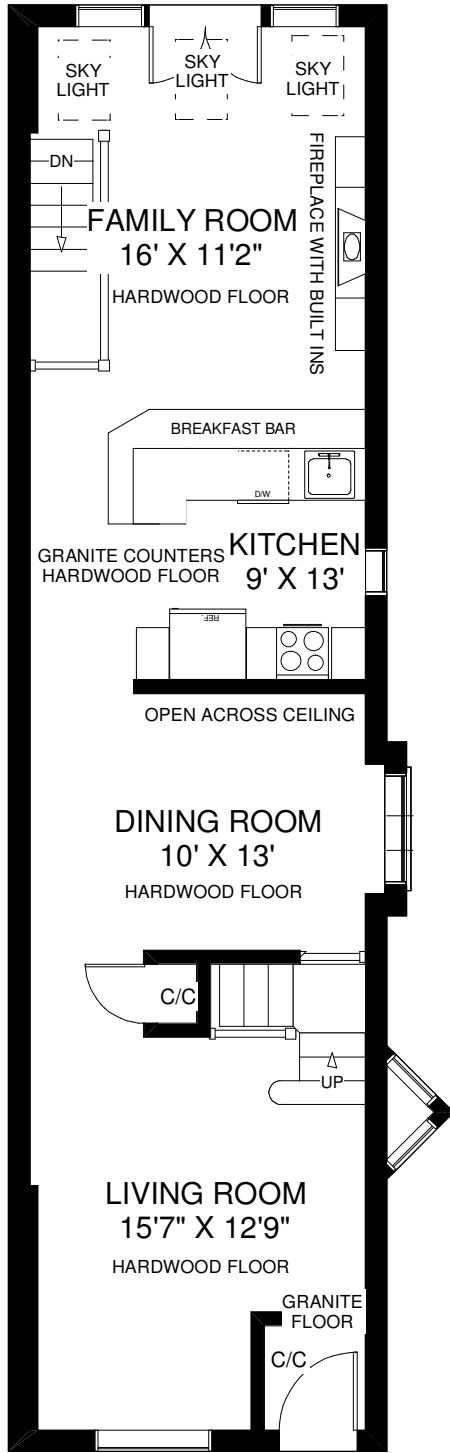 SKY
LIGHT
SKY
LIGHT
SKY
LIGHT
DN
FAMILY ROOM
16' X 11'2"
HARDWOOD FLOOR
FIREPLACE WITH BUILT INS
BREAKFAST BAR
D/W
GRANITE COUNTERS
HARDWOOD FLOOR
KITCHEN
9' X 13'
REF.
OPEN ACROSS CEILING
DINING ROOM
10' X 13'
HARDWOOD FLOOR
C/C
UP
LIVING ROOM
15'7" X 12'9"
HARDWOOD FLOOR
GRANITE
FLOOR
C/C